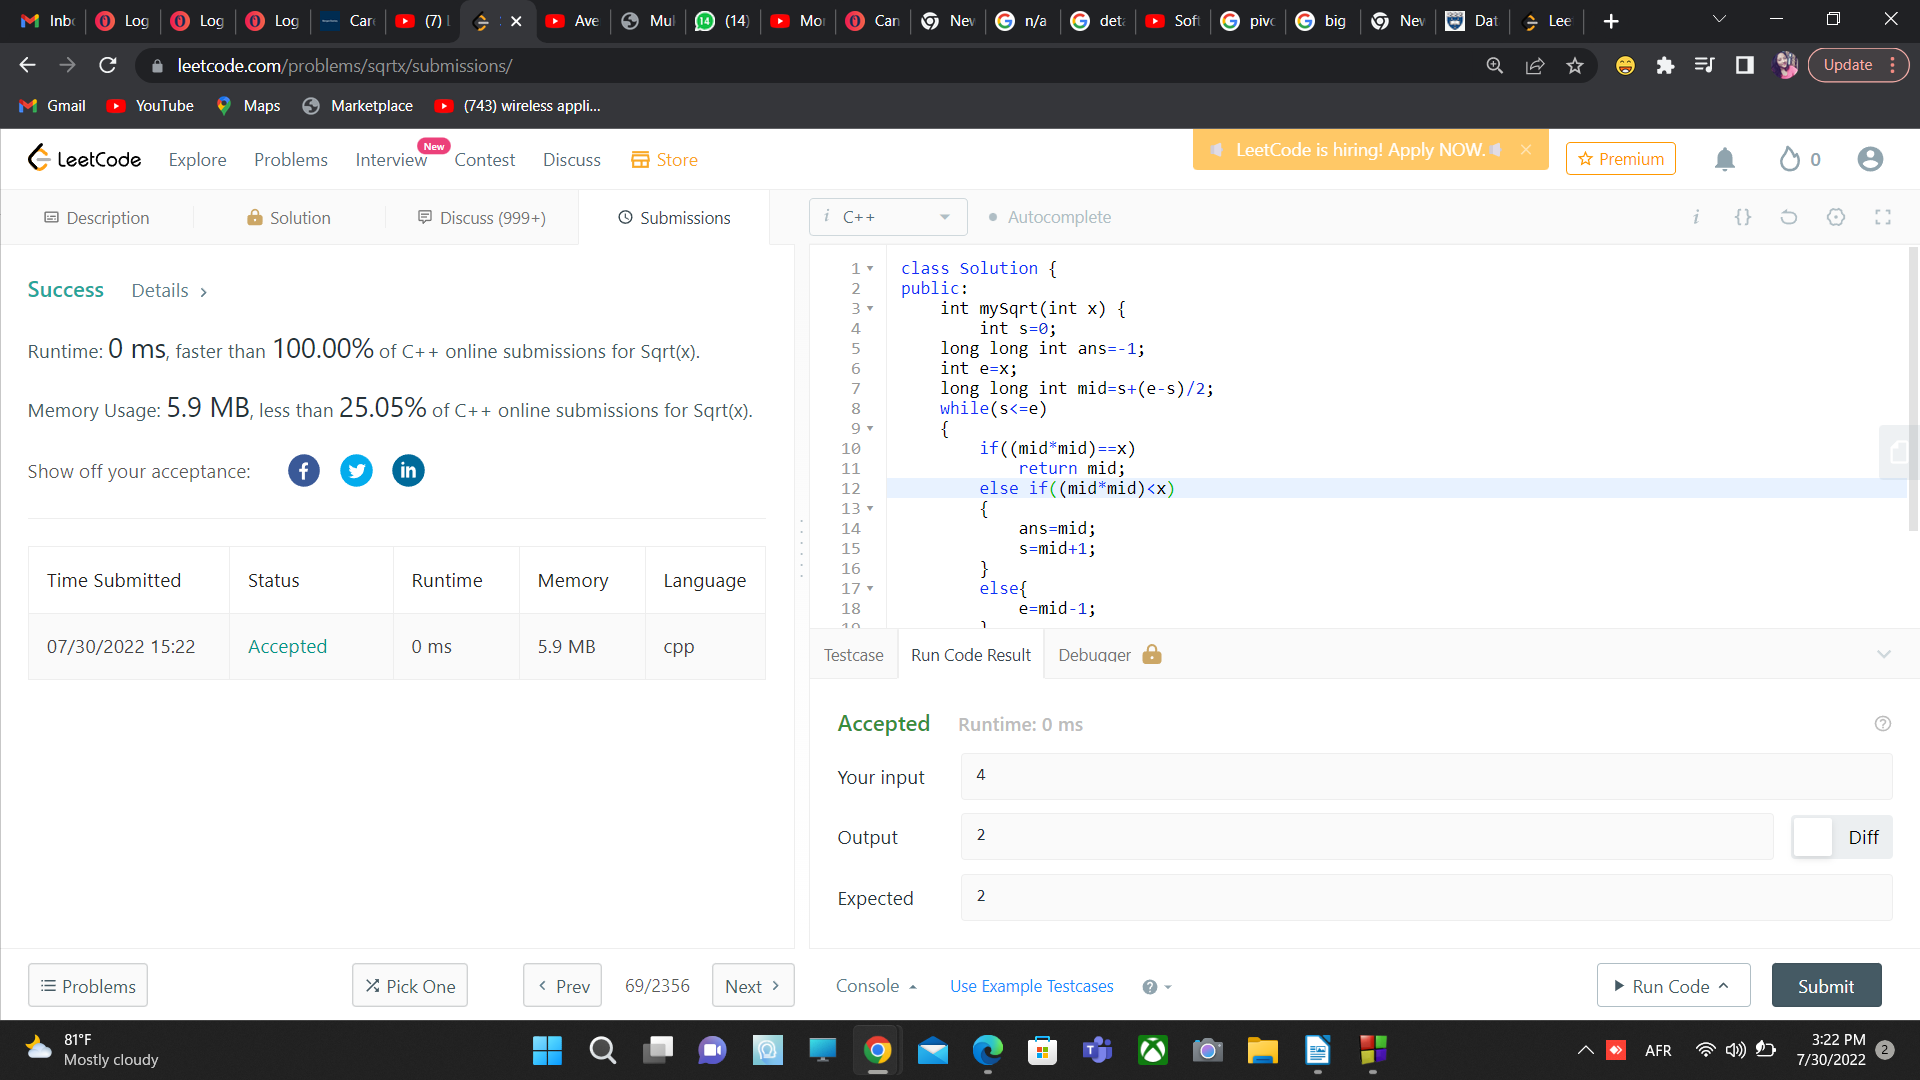 Inb
Log
Log
Log
Car
(7) L
Ave
Mul
(14)
Mor
Can
Nev
n/a
deta
Soft
pivo
big
Nev
Dat
Lee
leetcode.com/problems/sqrtx/submissions/
Update
Gmail
YouTube
Maps
Marketplace
(743) wireless appli...
LeetCode
Explore
Problems
Interview
New
Contest
Discuss
Store
LeetCode is hiring! Apply NOW.
Premium
0
Description
Solution
Discuss (999+)
Submissions
i C++
Autocomplete
Success
Details
Runtime: 0 ms, faster than 100.00% of C++ online submissions for Sqrt(x).
Memory Usage: 5.9 MB, less than 25.05% of C++ online submissions for Sqrt(x).
Show off your acceptance:
Time Submitted Status Runtime Memory Language
07/30/2022 15:22 Accepted 0 ms 5.9 MB cpp
1 class Solution {
2 public:
3 int mySqrt(int x) {
4 int s=0;
5 long long int ans=-1;
6 int e=x;
7 long long int mid=s+(e-s)/2;
8 while(s<=e)
9 {
10 if((mid*mid)==x)
11 return mid;
12 else if((mid*mid)<x)
13 {
14 ans=mid;
15 s=mid+1;
16 }
17 else{
18 e=mid-1;
19 }
Testcase
Run Code Result
Debugger
Accepted Runtime: 0 ms
Your input 4
Output 2
Diff
Expected 2
Problems
Pick One
Prev
69/2356
Next
Console
Use Example Testcases
Run Code
Submit
81°F
Mostly cloudy
AFR
3:22 PM
7/30/2022
2